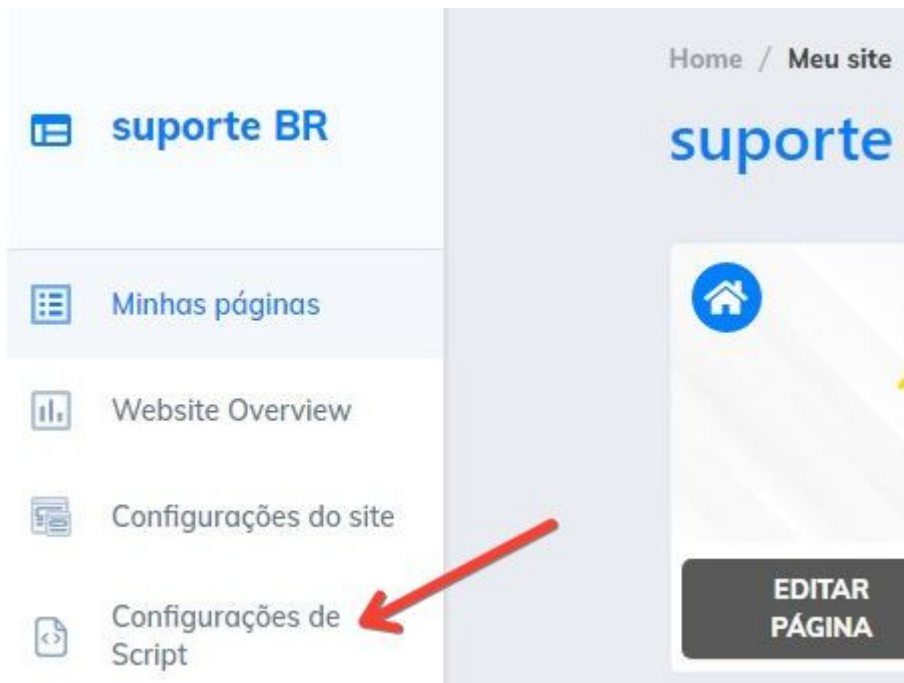 Home / Meu site
suporte BR
suporte
Minhas páginas
Website Overview
Configurações do site
Configurações de
Script
EDITAR
PÁGINA